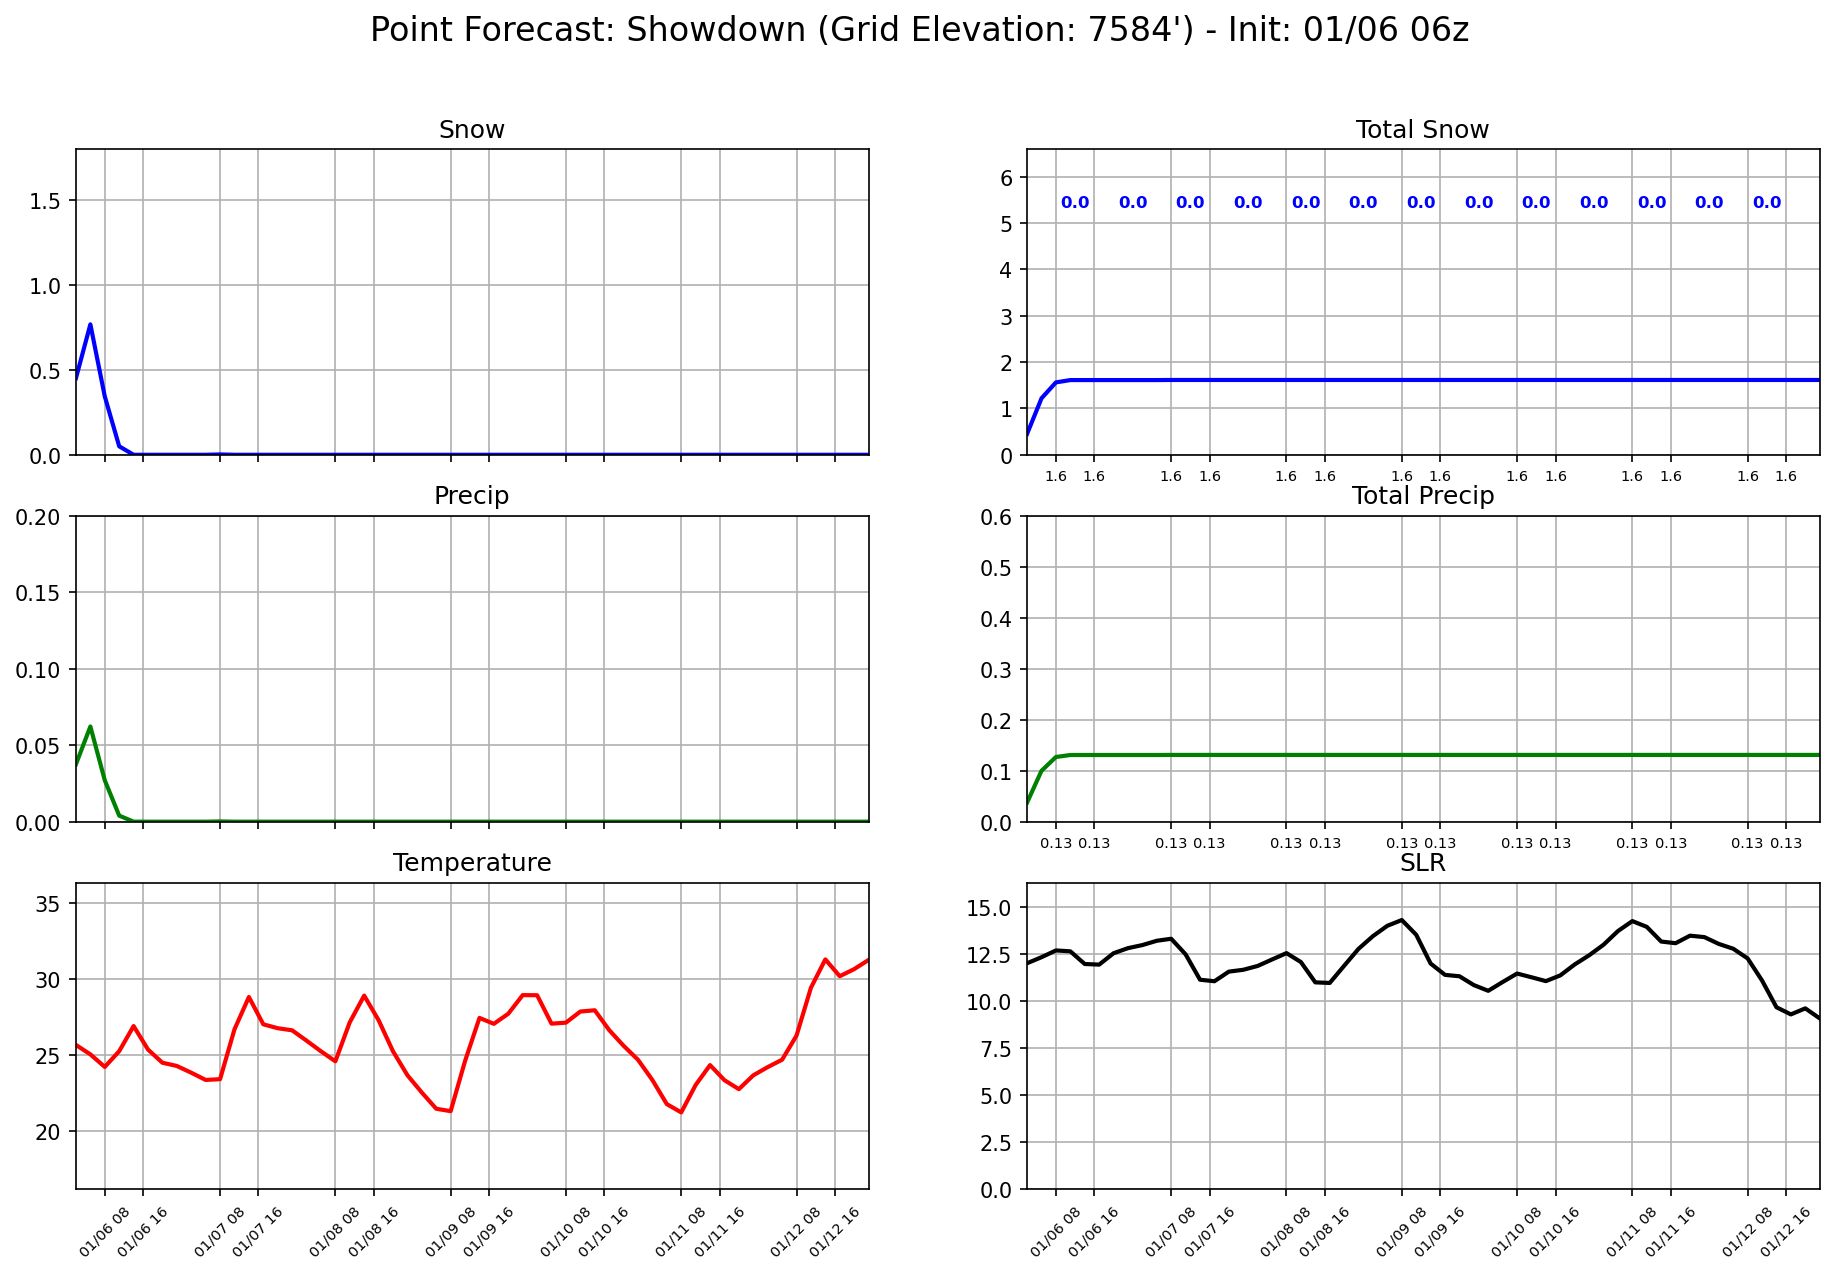 Point Forecast: Showdown (Grid Elevation: 7584') - Init: 01/06 06z
Snow
1.5
1.0
0.5
0.0
Total Snow
6
5
4
3
2
1
0
0.0 0.0 0.0 0.0 0.0 0.0 0.0 0.0 0.0 0.0 0.0 0.0 0.0
1.6 1.6 1.6 1.6 1.6 1.6 1.6 1.6 1.6 1.6 1.6 1.6 1.6 1.6
Precip
0.20
0.15
0.10
0.05
0.00
Total Precip
0.6
0.5
0.4
0.3
0.2
0.1
0.0
0.13 0.13 0.13 0.13 0.13 0.13 0.13 0.13 0.13 0.13 0.13 0.13 0.13 0.13
Temperature
35
30
25
20
01/06 08 01/06 16 01/07 08 01/07 16 01/08 08 01/08 16 01/09 08 01/09 16 01/10 08 01/10 16 01/11 08 01/11 16 01/12 08 01/12 16
SLR
15.0
12.5
10.0
7.5
5.0
2.5
0.0
01/06 08 01/06 16 01/07 08 01/07 16 01/08 08 01/08 16 01/09 08 01/09 16 01/10 08 01/10 16 01/11 08 01/11 16 01/12 08 01/12 16